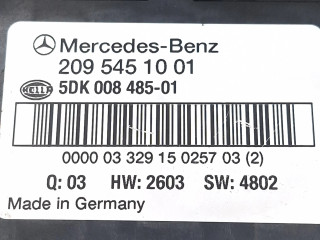 Mercedes-Benz
209 545 10 01
HELLA 5DK 008 485-01
0000 03 329 15 0257 03 (2)
Q: 03 HW: 2603 SW: 4802
Made in Germany